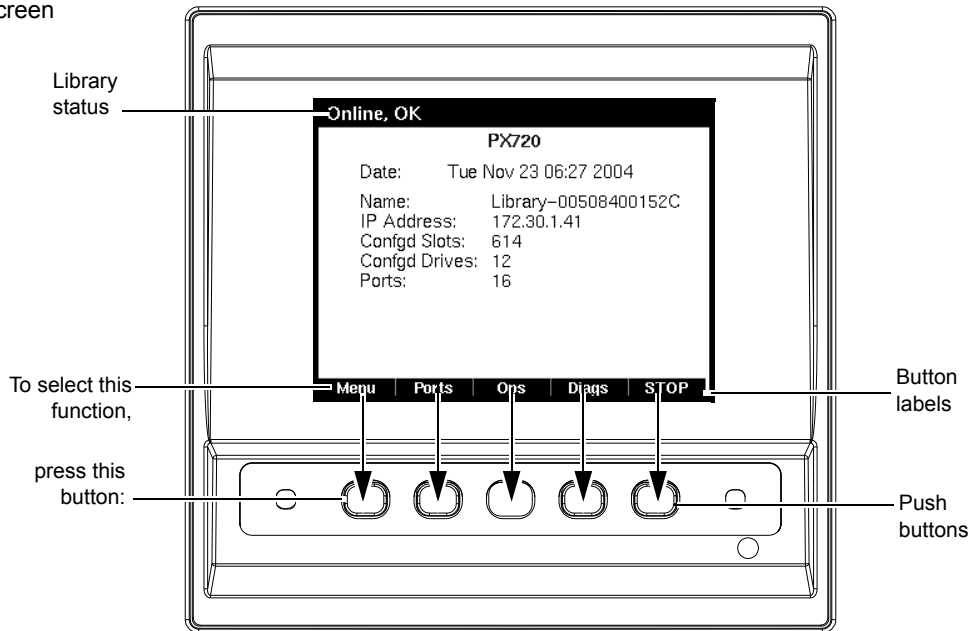 creen
Library
status
Online, OK
PX720
Date: Tue Nov 23 06:27 2004
Name: Library-00508400152C
IP Address: 172.30.1.41
Confgd Slots: 614
Confgd Drives: 12
Ports: 16
To select this
function,
Menu Ports Ops Diags STOP
Button
labels
press this
button:
Push
buttons